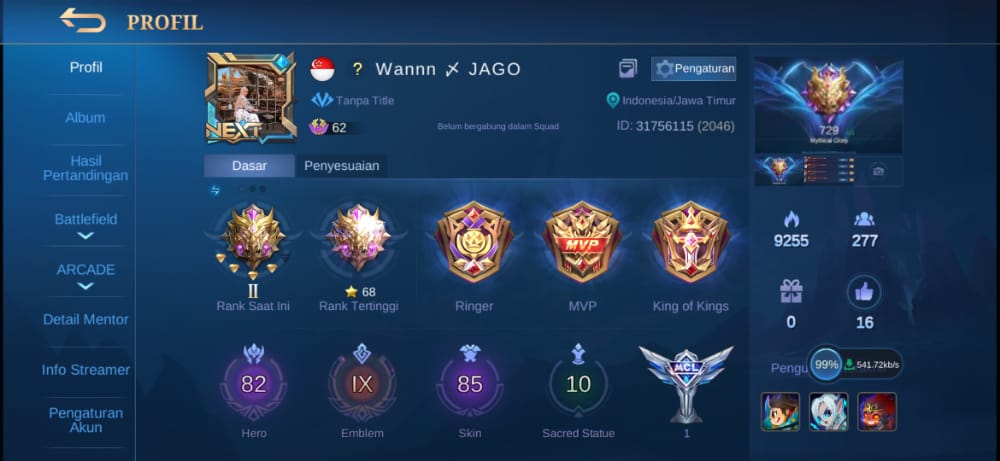 PROFIL
Profil
Album
Hasil
Pertandingan
Battlefield
ARCADE
Detail Mentor
Info Streamer
Pengaturan
Akun
NEXT
? Wannn 〆 JAGO
Pengaturan
Tanpa Title
Indonesia/Jawa Timur
62
Belum bergabung dalam Squad
ID: 31756115 (2046)
Dasar
Penyesuaian
II
Rank Saat Ini
68
Rank Tertinggi
Ringer
MVP
MVP
King of Kings
82
Hero
IX
Emblem
85
Skin
10
Sacred Statue
MCL
1
729
Mythical Glory
9255
277
0
16
Pengu
99%
541.72kb/s